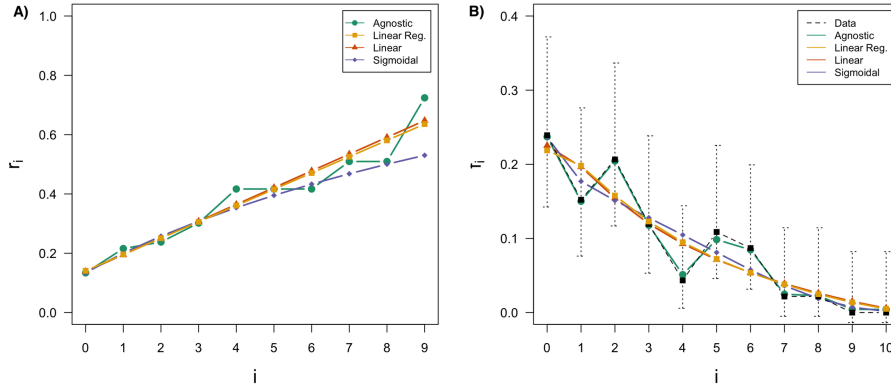 A)
Agnostic
Linear Reg.
Linear
Sigmoidal
1.0
0.8
0.6
0.4
0.2
0.0
r_i
0 1 2 3 4 5 6 7 8 9
i
B)
Data
Agnostic
Linear Reg.
Linear
Sigmoidal
0.4
0.3
0.2
0.1
0.0
0 1 2 3 4 5 6 7 8 9 10
i